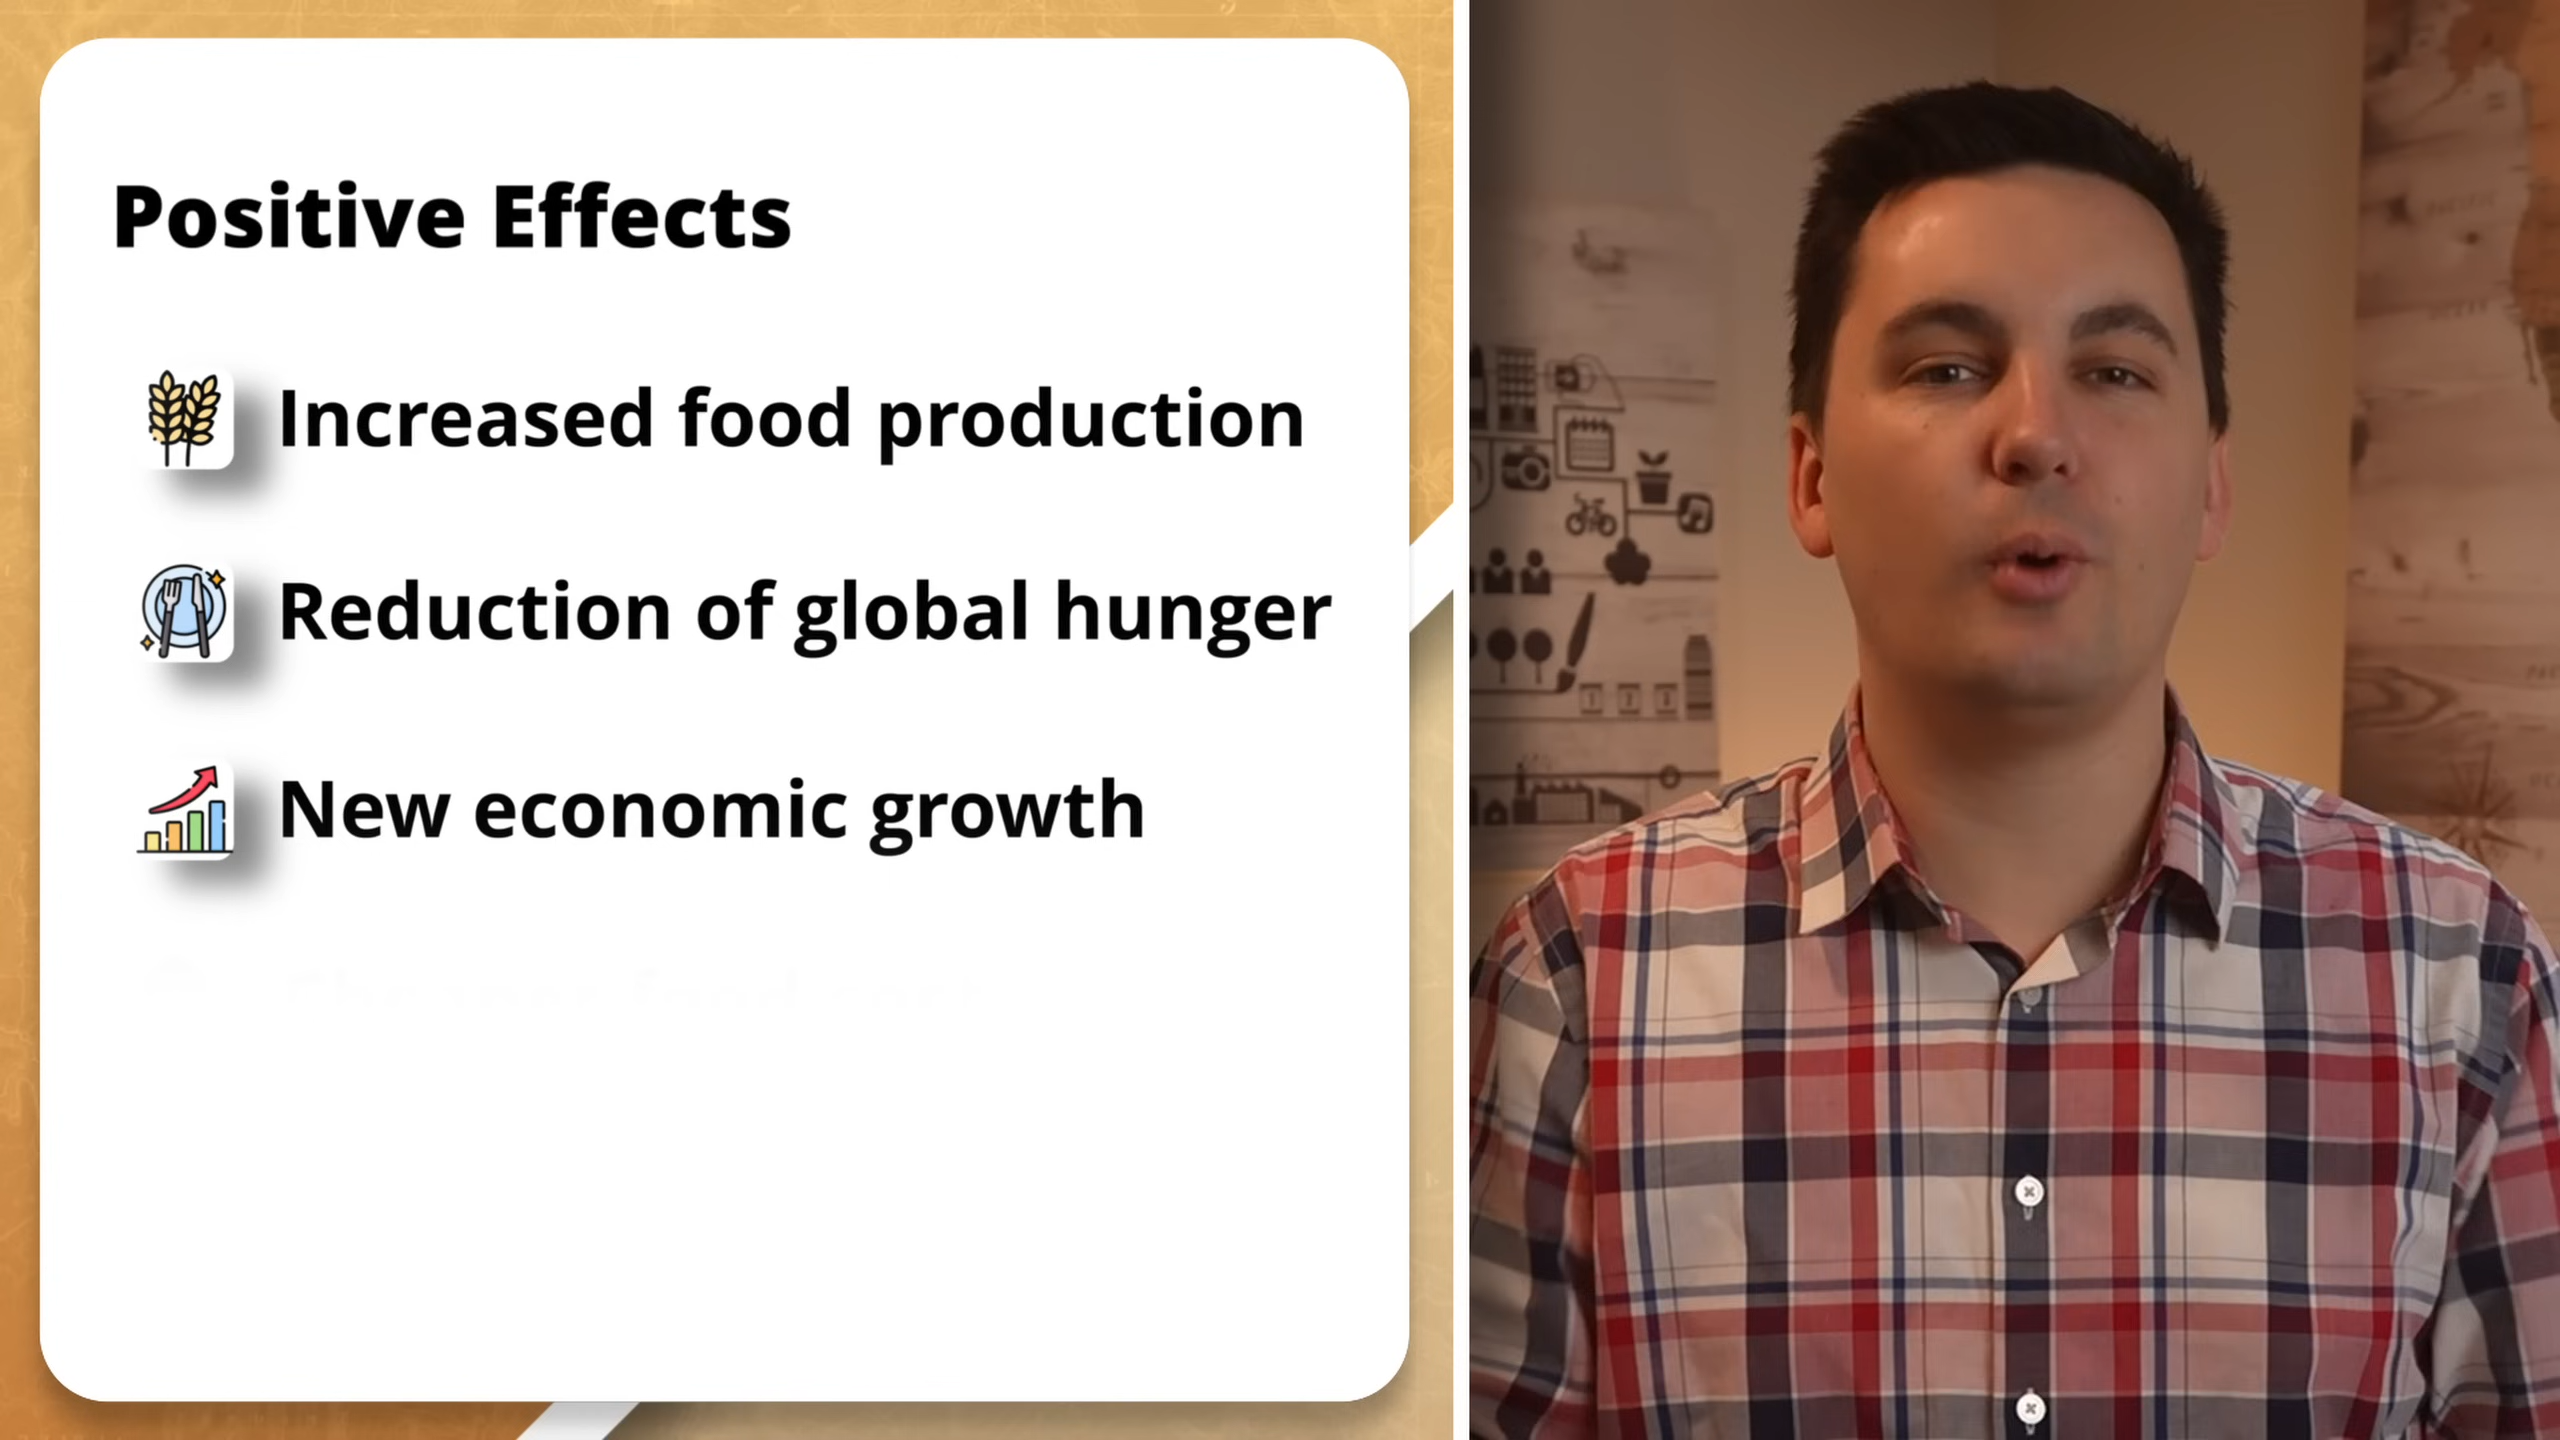 Positive Effects
Increased food production
Reduction of global hunger
New economic growth